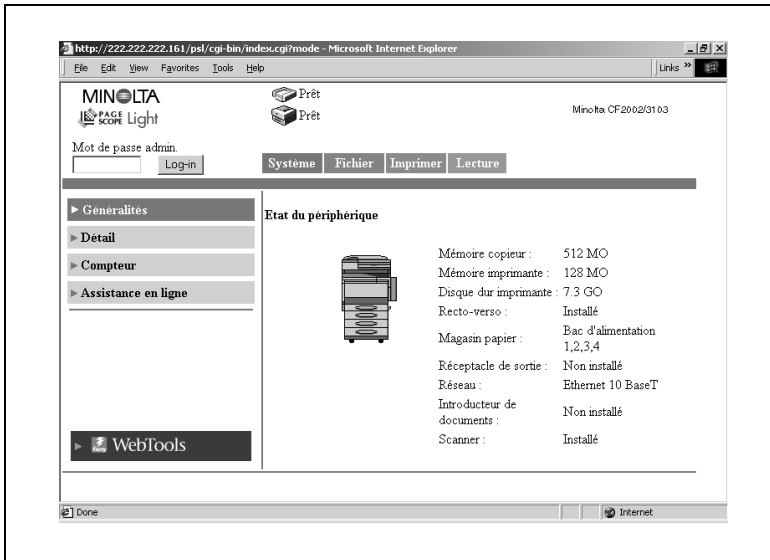 http://222.222.222.161/psl/cgi-bin/index.cgi?mode - Microsoft Internet Explorer
File Edit View Favorites Tools Help
Links »
MINOLTA
PAGE SCOPE Light
Prêt
Prêt
Minolta CF2002/3103
Mot de passe admin.
Log-in
Système Fichier Imprimer Lecture
Généralités
Détail
Compteur
Assistance en ligne
WebTools
Etat du périphérique
Mémoire copieur : 512 MO
Mémoire imprimante : 128 MO
Disque dur imprimante : 7.3 GO
Recto-verso : Installé
Magasin papier : Bac d'alimentation
1,2,3,4
Réceptacle de sortie : Non installé
Réseau : Ethernet 10 BaseT
Introducteur de
documents : Non installé
Scanner : Installé
Done
Internet